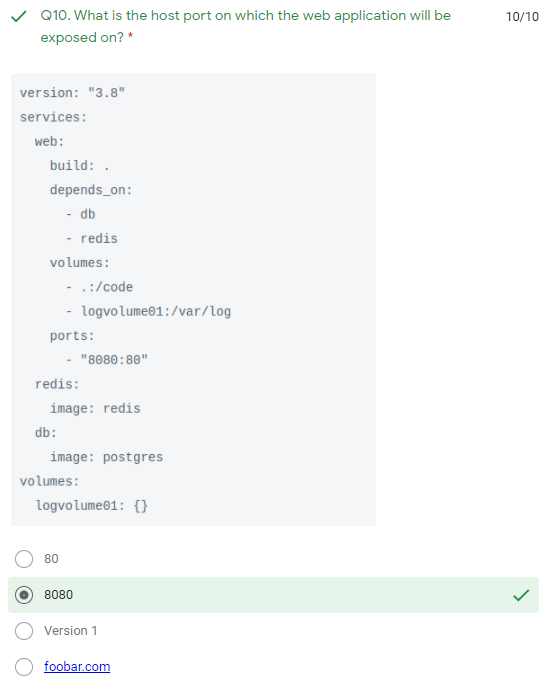 Q10. What is the host port on which the web application will be
exposed on? *
10/10
version: "3.8"
services:
  web:
    build: .
    depends_on:
      - db
      - redis
    volumes:
      - .:/code
      - logvolume01:/var/log
    ports:
      - "8080:80"
  redis:
    image: redis
  db:
    image: postgres
volumes:
  logvolume01: {}
80
8080
Version 1
foobar.com